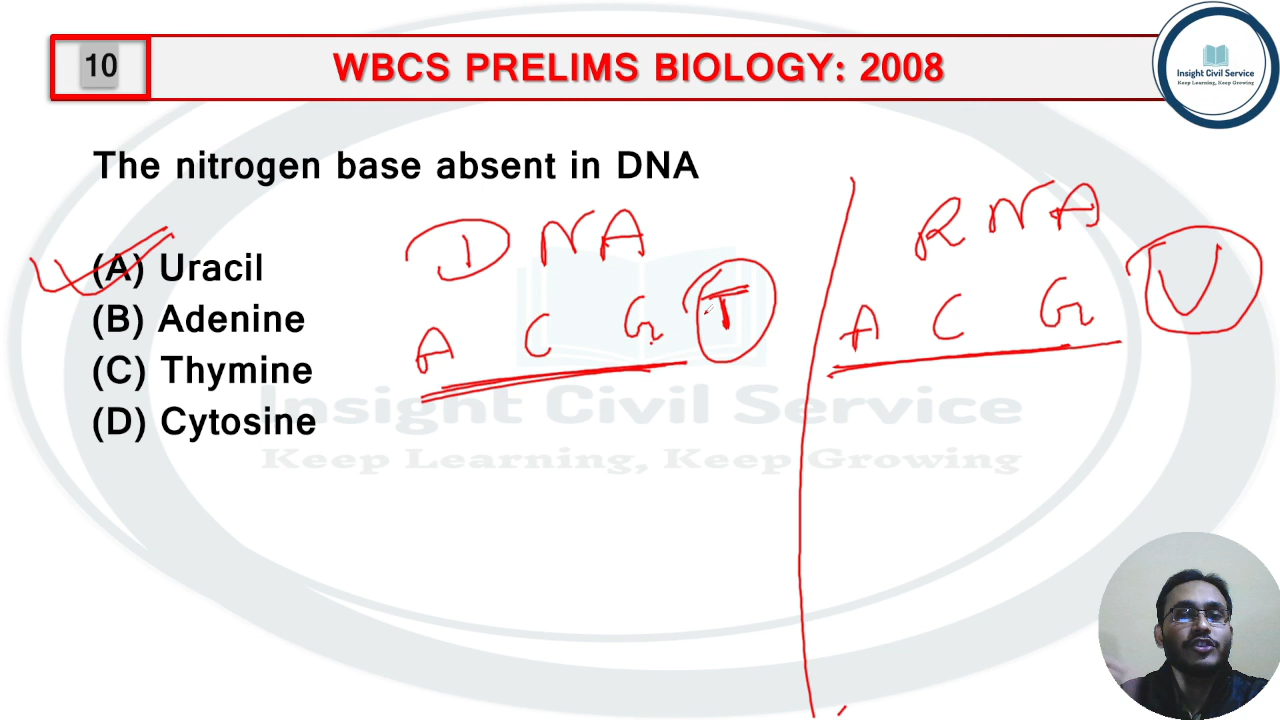 10
WBCS PRELIMS BIOLOGY: 2008
Insight Civil Service
Keep Learning, Keep Growing
The nitrogen base absent in DNA
(A) Uracil
(B) Adenine
(C) Thymine
(D) Cytosine
DNA
A C G T
RNA
A C G U
Insight Civil Service
Keep Learning, Keep Growing